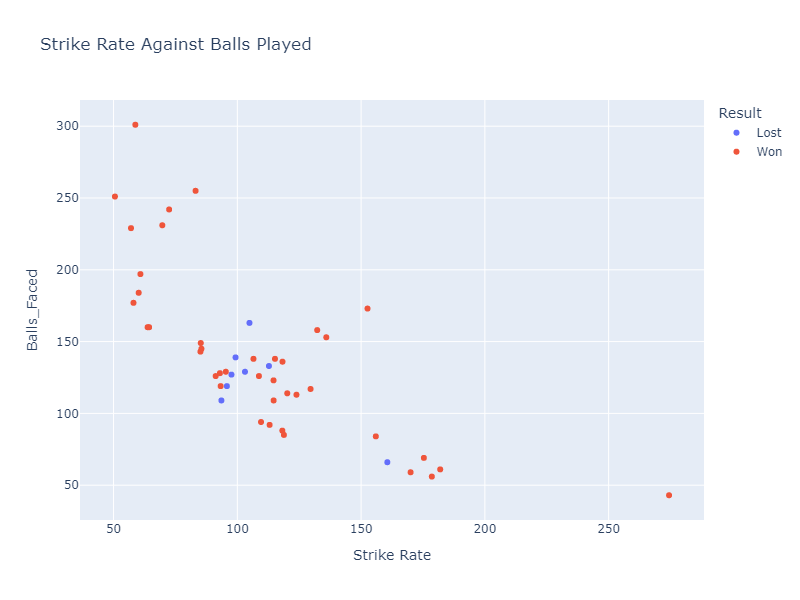 Strike Rate Against Balls Played
Result
Lost
Won
Balls_Faced
300
250
200
150
100
50
50
100
150
200
250
Strike Rate